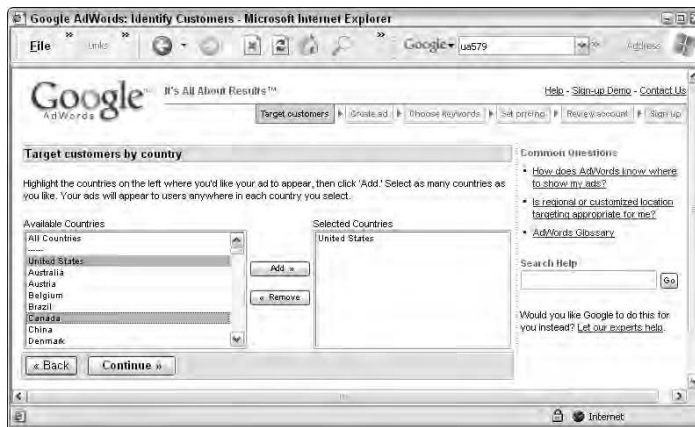 Google AdWords: Identify Customers - Microsoft Internet Explorer
File
Links
Google
ua579
Address
Google
AdWords
It's All About Results™
Help - Sign-up Demo - Contact Us
Target customers
Create ad
Choose keywords
Set pricing
Review account
Sign up
Target customers by country
Highlight the countries on the left where you'd like your ad to appear, then click 'Add.' Select as many countries as
you like. Your ads will appear to users anywhere in each country you select.
Available Countries
All Countries
-----
United States
Australia
Austria
Belgium
Brazil
Canada
China
Denmark
Add »
« Remove
Selected Countries
United States
« Back
Continue »
Common Questions
• How does AdWords know where
to show my ads?
• Is regional or customized location
targeting appropriate for me?
• AdWords Glossary
Search Help
Go
Would you like Google to do this for
you instead? Let our experts help.
Internet